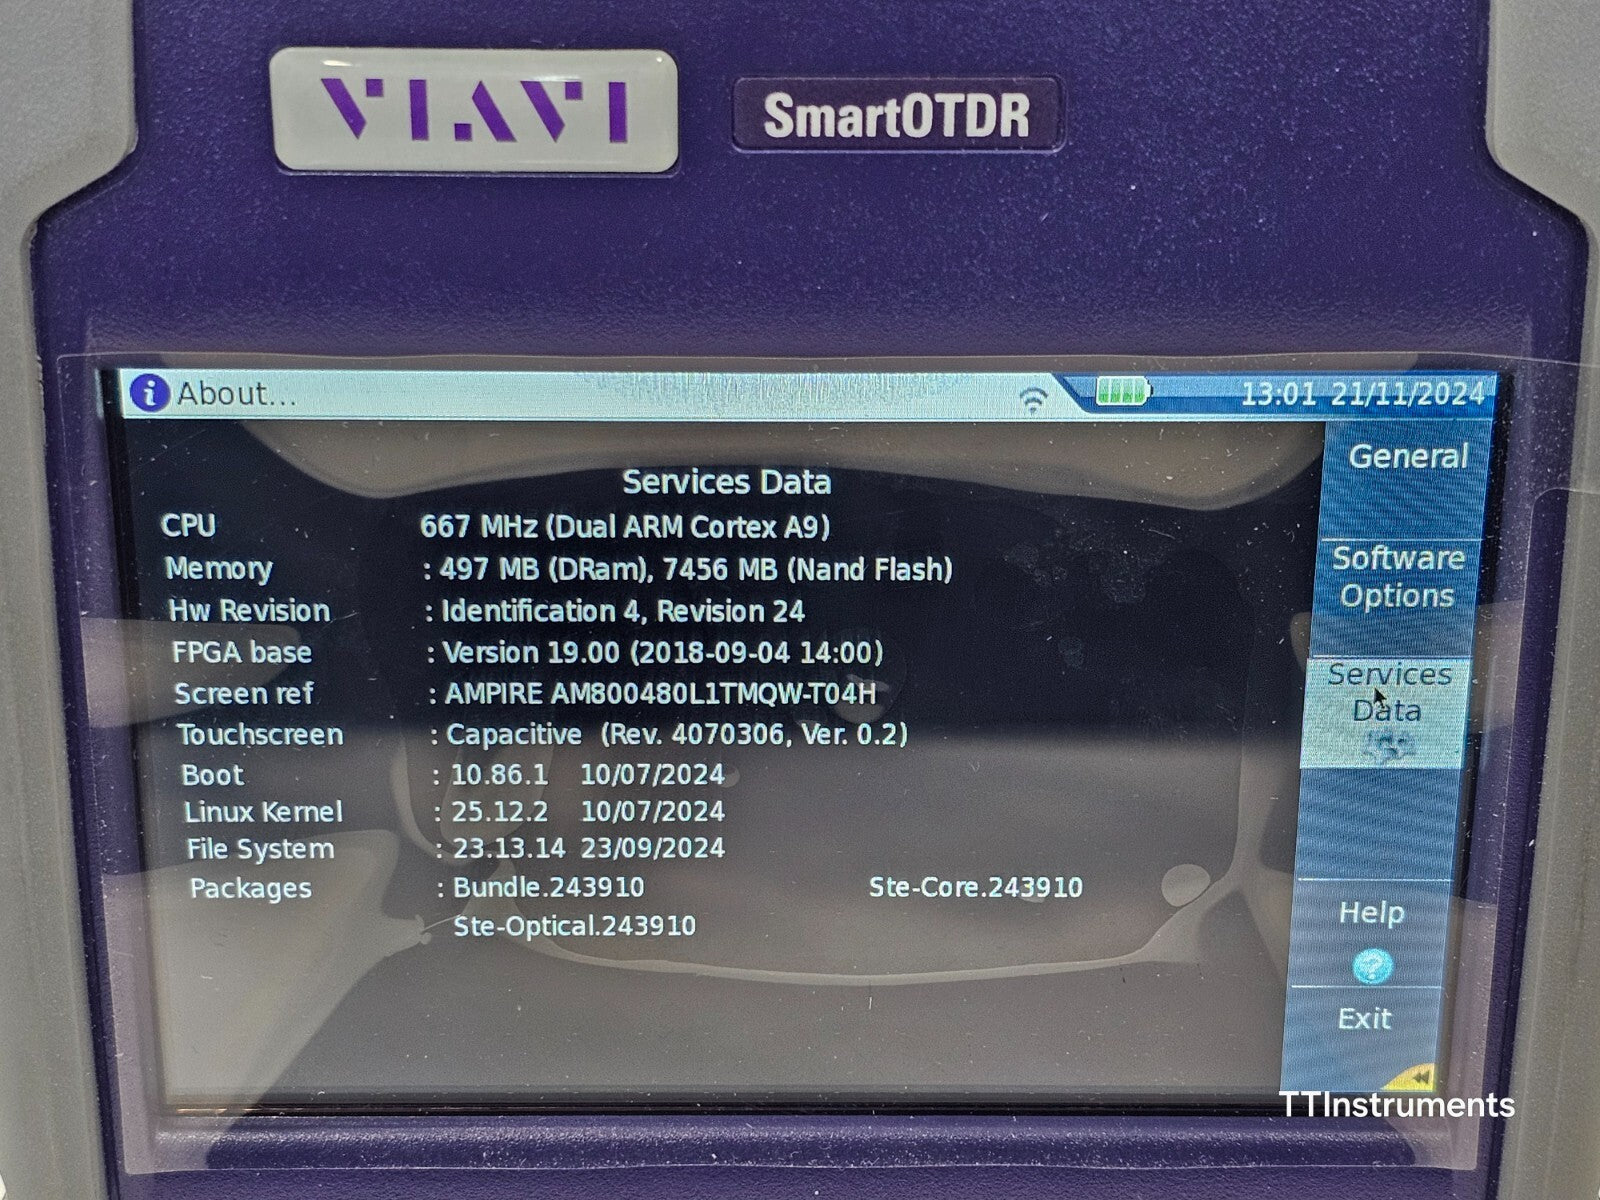 VIAVI
SmartOTDR
About...
13:01 21/11/2024
Services Data
CPU 667 MHz (Dual ARM Cortex A9)
Memory : 497 MB (DRam), 7456 MB (Nand Flash)
Hw Revision : Identification 4, Revision 24
FPGA base : Version 19.00 (2018-09-04 14:00)
Screen ref : AMPIRE AM800480L1TMQW-T04H
Touchscreen : Capacitive (Rev. 4070306, Ver. 0.2)
Boot : 10.86.1 10/07/2024
Linux Kernel : 25.12.2 10/07/2024
File System : 23.13.14 23/09/2024
Packages : Bundle.243910 Ste-Core.243910
Ste-Optical.243910
General
Software
Options
Services
Data
Help
?
Exit
TTInstruments